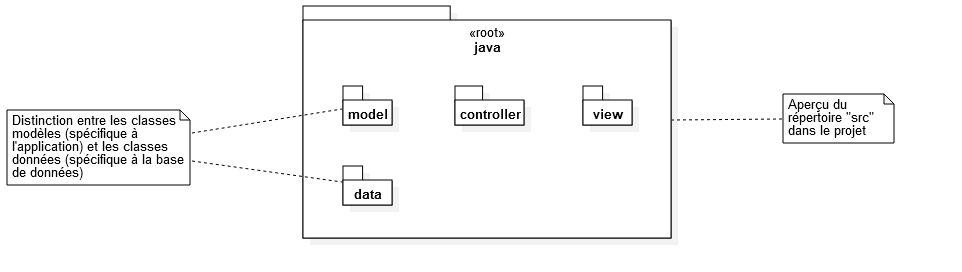 «root»
java
model
controller
view
data
Distinction entre les classes
modèles (spécifique à
l'application) et les classes
données (spécifique à la base
de données)
Aperçu du
répertoire "src"
dans le projet